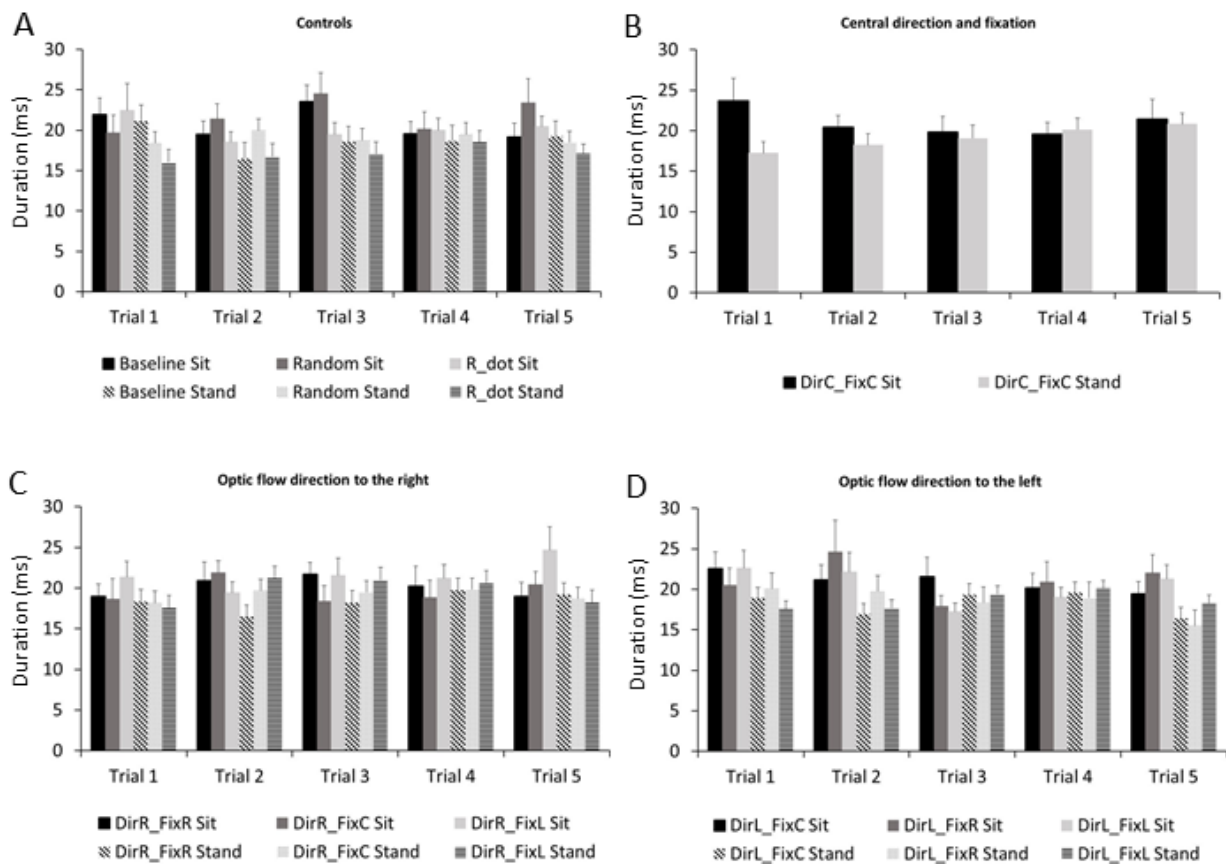 A
Controls
Duration (ms)
30
25
20
15
10
5
0
Trial 1 Trial 2 Trial 3 Trial 4 Trial 5
Baseline Sit Random Sit R_dot Sit
Baseline Stand Random Stand R_dot Stand
B
Central direction and fixation
Duration (ms)
30
25
20
15
10
5
0
Trial 1 Trial 2 Trial 3 Trial 4 Trial 5
DirC_FixC Sit DirC_FixC Stand
C
Optic flow direction to the right
Duration (ms)
30
25
20
15
10
5
0
Trial 1 Trial 2 Trial 3 Trial 4 Trial 5
DirR_FixR Sit DirR_FixC Sit DirR_FixL Sit
DirR_FixR Stand DirR_FixC Stand DirR_FixL Stand
D
Optic flow direction to the left
Duration (ms)
30
25
20
15
10
5
0
Trial 1 Trial 2 Trial 3 Trial 4 Trial 5
DirL_FixC Sit DirL_FixR Sit DirL_FixL Sit
DirL_FixC Stand DirL_FixR Stand DirL_FixL Stand